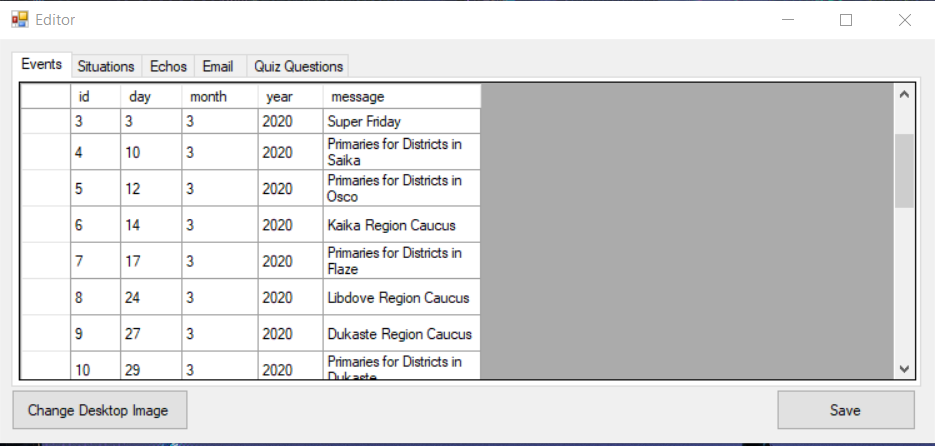 Editor
Events Situations Echos Email Quiz Questions
id day month year message
3 3 3 2020 Super Friday
4 10 3 2020 Primaries for Districts in
Saika
5 12 3 2020 Primaries for Districts in
Osco
6 14 3 2020 Kaika Region Caucus
7 17 3 2020 Primaries for Districts in
Flaze
8 24 3 2020 Libdove Region Caucus
9 27 3 2020 Dukaste Region Caucus
10 29 3 2020 Primaries for Districts in
Dukaste
Change Desktop Image Save